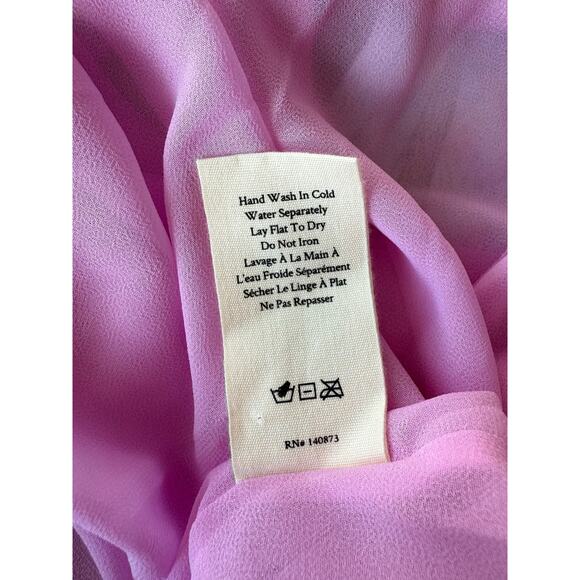 Hand Wash In Cold
Water Separately
Lay Flat To Dry
Do Not Iron
Lavage À La Main À
L'eau Froide Séparément
Sécher Le Linge À Plat
Ne Pas Repasser
RN# 140873